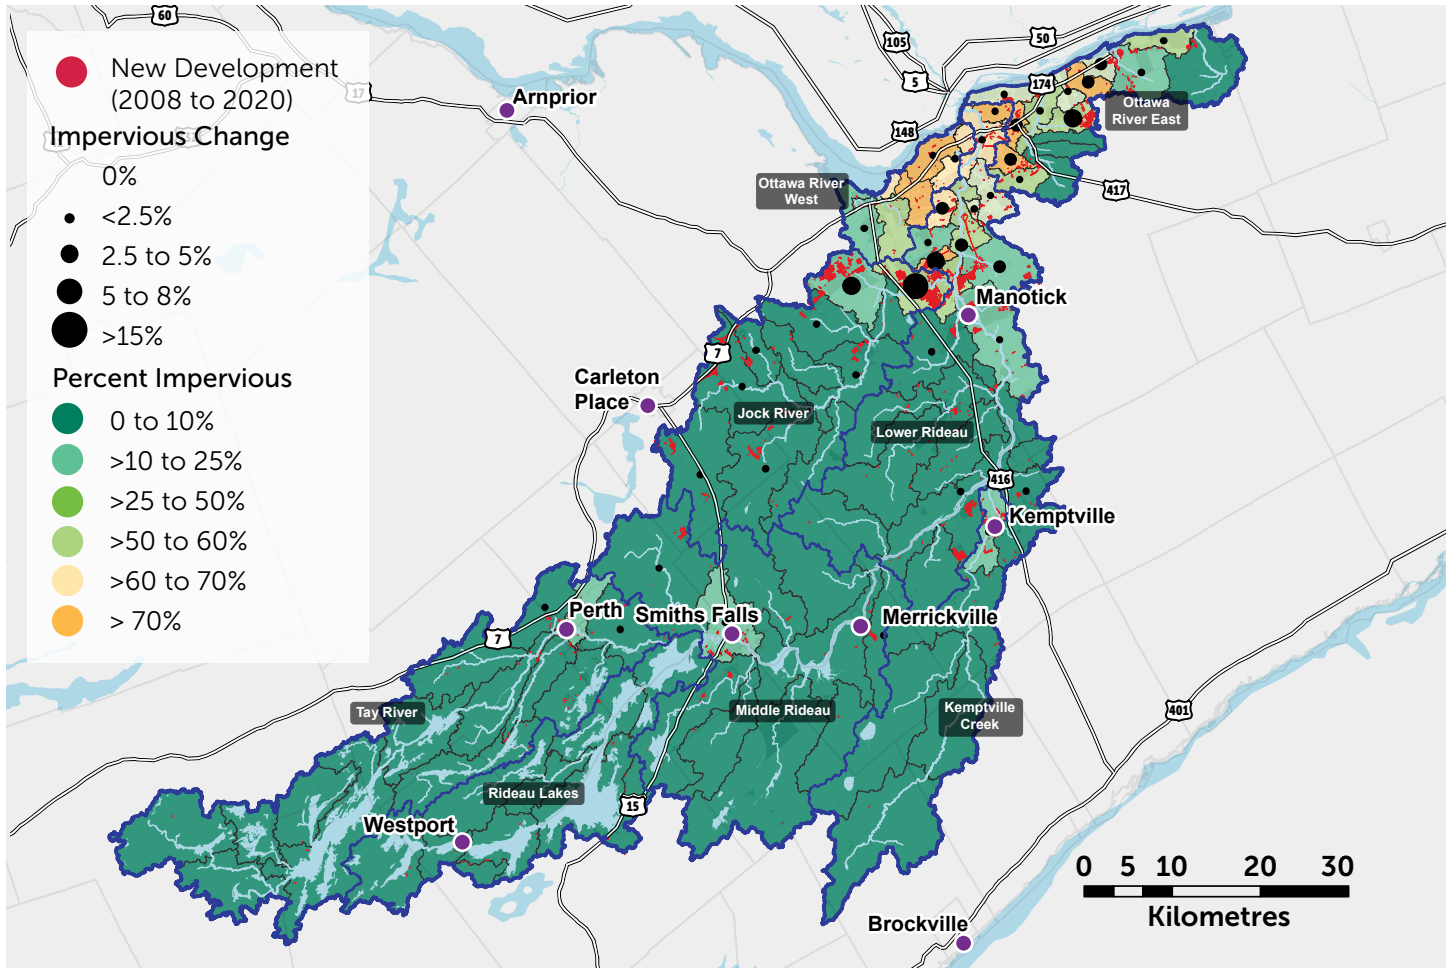 New Development
(2008 to 2020)
Impervious Change
0%
<2.5%
2.5 to 5%
5 to 8%
>15%
Percent Impervious
0 to 10%
>10 to 25%
>25 to 50%
>50 to 60%
>60 to 70%
> 70%
60
17
105
50
5
174
148
417
Arnprior
Ottawa
River East
Ottawa River
West
Manotick
7
Carleton
Place
Jock River
Lower Rideau
416
Kemptville
Perth
Smiths Falls
Merrickville
7
Tay River
Middle Rideau
Kemptville
Creek
401
Rideau Lakes
15
Westport
Brockville
0 5 10 20 30
Kilometres